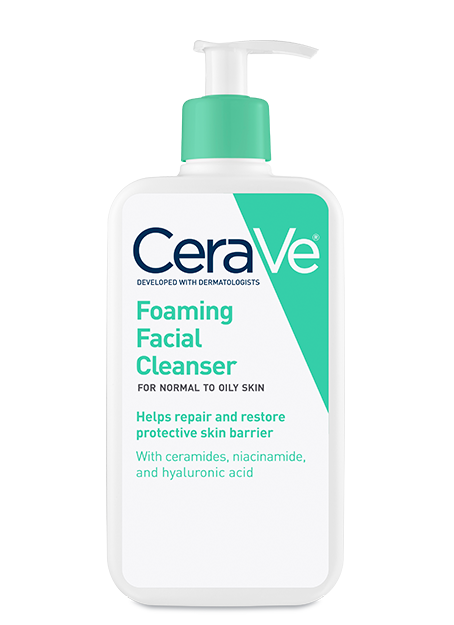 CeraVe®
DEVELOPED WITH DERMATOLOGISTS
Foaming
Facial
Cleanser
FOR NORMAL TO OILY SKIN
Helps repair and restore
protective skin barrier
With ceramides, niacinamide,
and hyaluronic acid